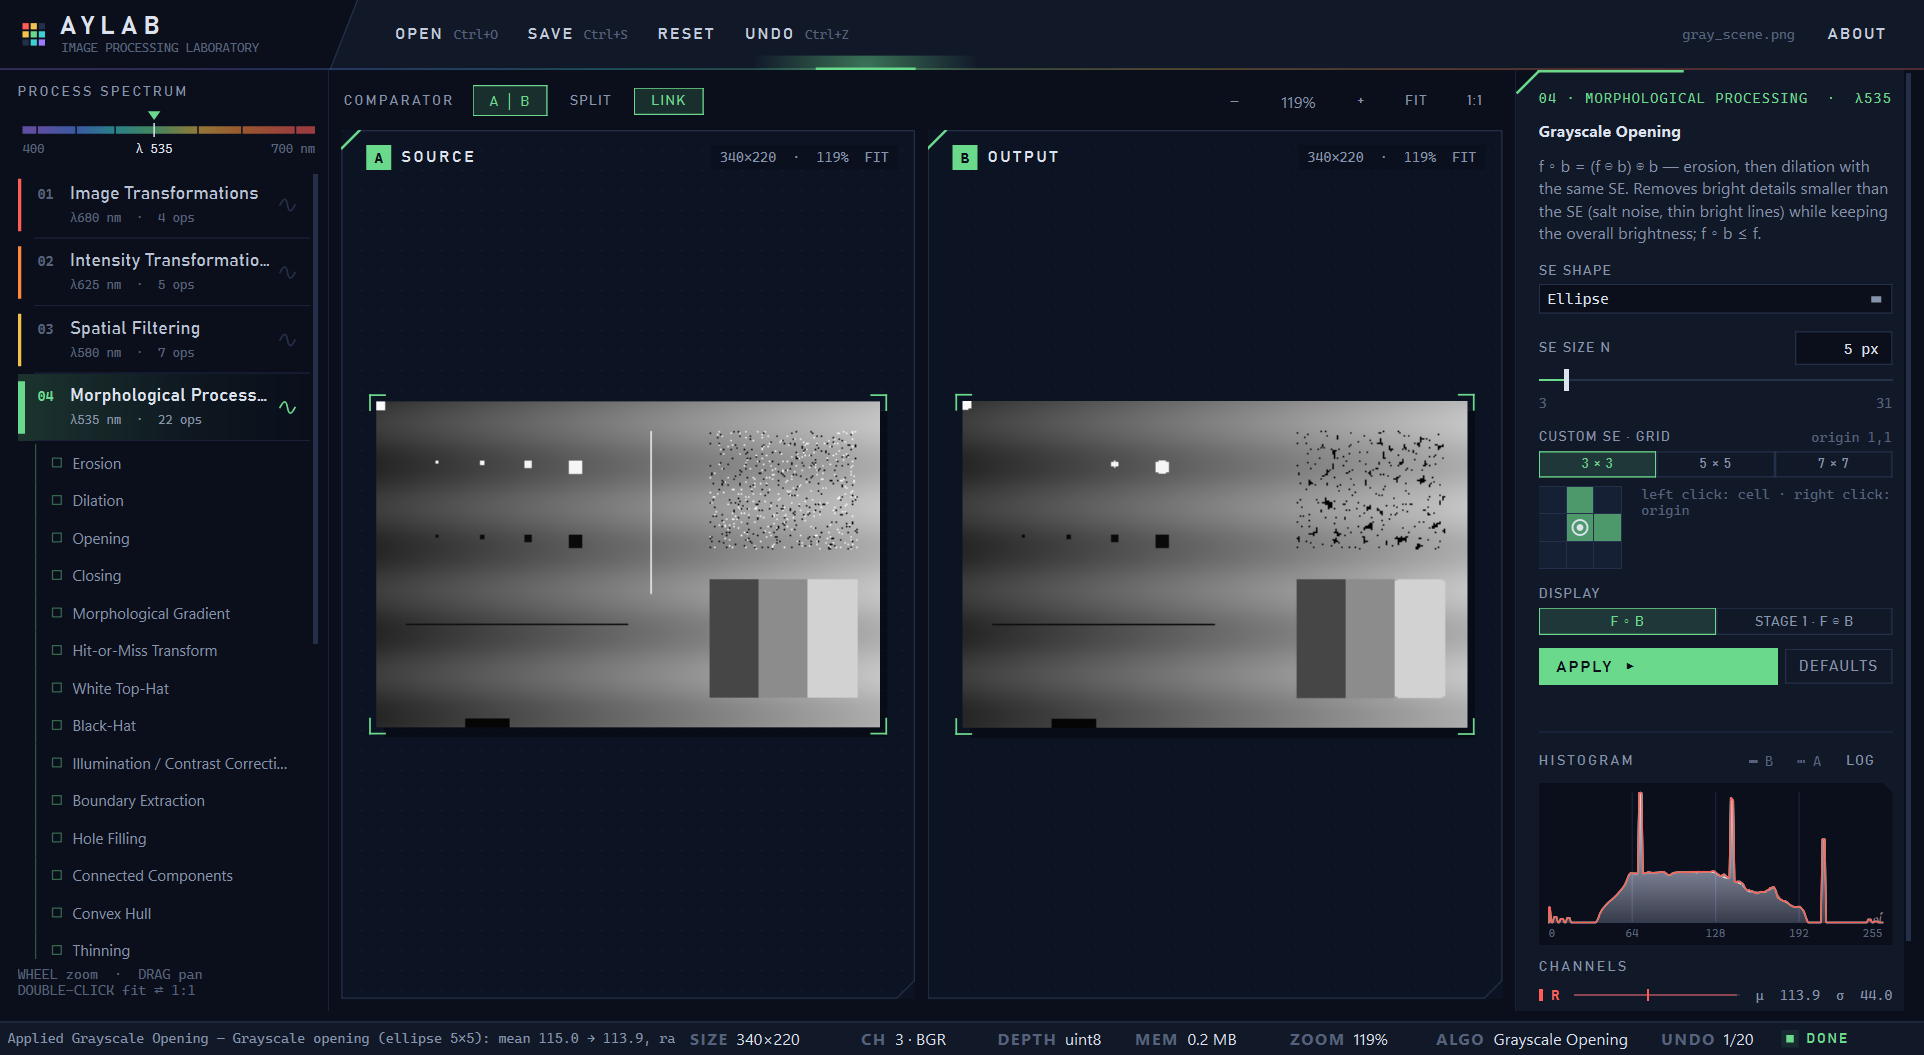 AYLAB
IMAGE PROCESSING LABORATORY
OPEN Ctrl+O SAVE Ctrl+S RESET UNDO Ctrl+Z
gray_scene.png ABOUT
PROCESS SPECTRUM
400 λ 535 700 nm
01 Image Transformations
λ680 nm · 4 ops
02 Intensity Transformatio…
λ625 nm · 5 ops
03 Spatial Filtering
λ580 nm · 7 ops
04 Morphological Process…
λ535 nm · 22 ops
Erosion
Dilation
Opening
Closing
Morphological Gradient
Hit-or-Miss Transform
White Top-Hat
Black-Hat
Illumination / Contrast Correcti…
Boundary Extraction
Hole Filling
Connected Components
Convex Hull
Thinning
WHEEL zoom · DRAG pan
DOUBLE-CLICK fit ⇄ 1:1
COMPARATOR A | B SPLIT LINK − 119% + FIT 1:1
A SOURCE 340×220 · 119% FIT
B OUTPUT 340×220 · 119% FIT
04 · MORPHOLOGICAL PROCESSING · λ535
Grayscale Opening
f ∘ b = (f ⊖ b) ⊕ b — erosion, then dilation with
the same SE. Removes bright details smaller than
the SE (salt noise, thin bright lines) while keeping
the overall brightness; f ∘ b ≤ f.
SE SHAPE
Ellipse
SE SIZE N 5 px
3 31
CUSTOM SE · GRID origin 1,1
3 × 3 5 × 5 7 × 7
left click: cell · right click:
origin
DISPLAY
F ∘ B STAGE 1 · F ⊖ B
APPLY ▸ DEFAULTS
HISTOGRAM B A LOG
0 64 128 192 255
CHANNELS
R μ 113.9 σ 44.0
Applied Grayscale Opening — Grayscale opening (ellipse 5×5): mean 115.0 → 113.9, ra SIZE 340×220 CH 3 · BGR DEPTH uint8 MEM 0.2 MB ZOOM 119% ALGO Grayscale Opening UNDO 1/20 DONE